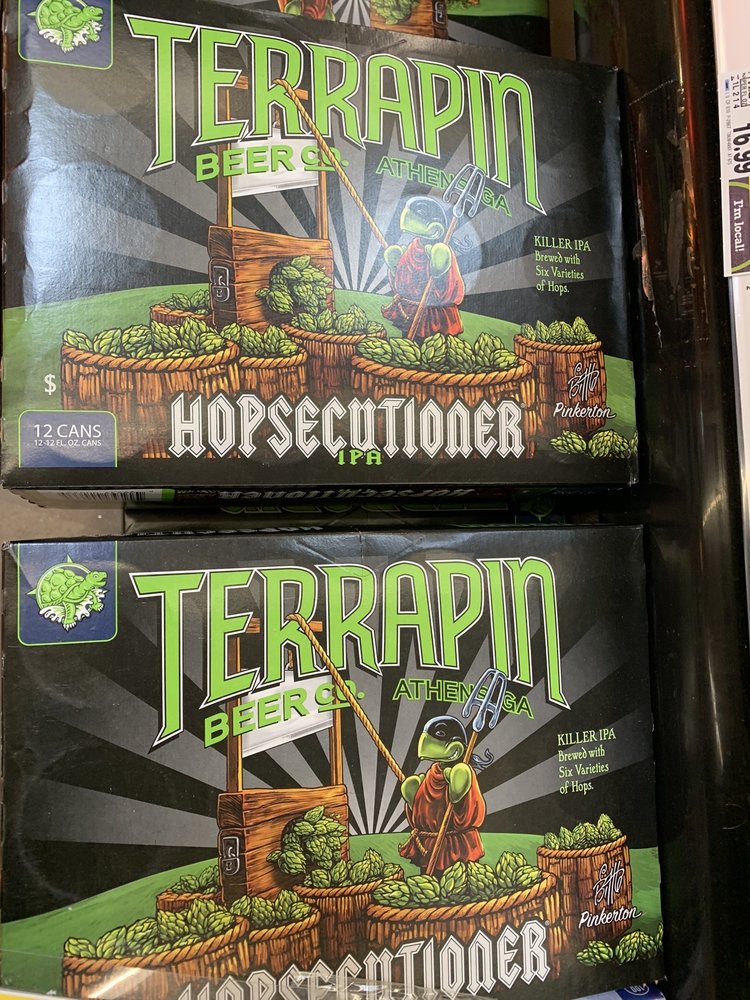 TERRAPIN
BEER CO. ATHENS GA
KILLER IPA
Brewed with
Six Varieties
of Hops.
$
Pinkerton
12 CANS
12-12 FL. OZ. CANS
HOPSECUTIONER
IPA
TERRAPIN
BEER CO. ATHENS GA
KILLER IPA
Brewed with
Six Varieties
of Hops.
Pinkerton
HOPSECUTIONER
16.99
I'm local!